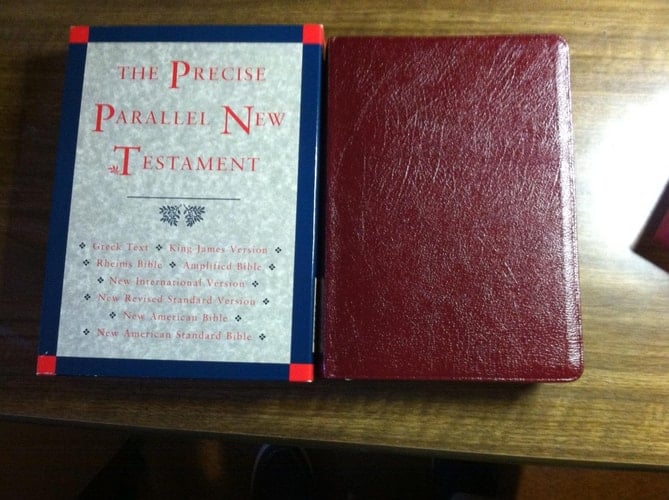 THE PRECISE
PARALLEL NEW
TESTAMENT
❖ Greek Text ❖ King James Version ❖
❖ Rheims Bible ❖ Amplified Bible ❖
❖ New International Version ❖
❖ New Revised Standard Version ❖
❖ New American Bible ❖
❖ New American Standard Bible ❖